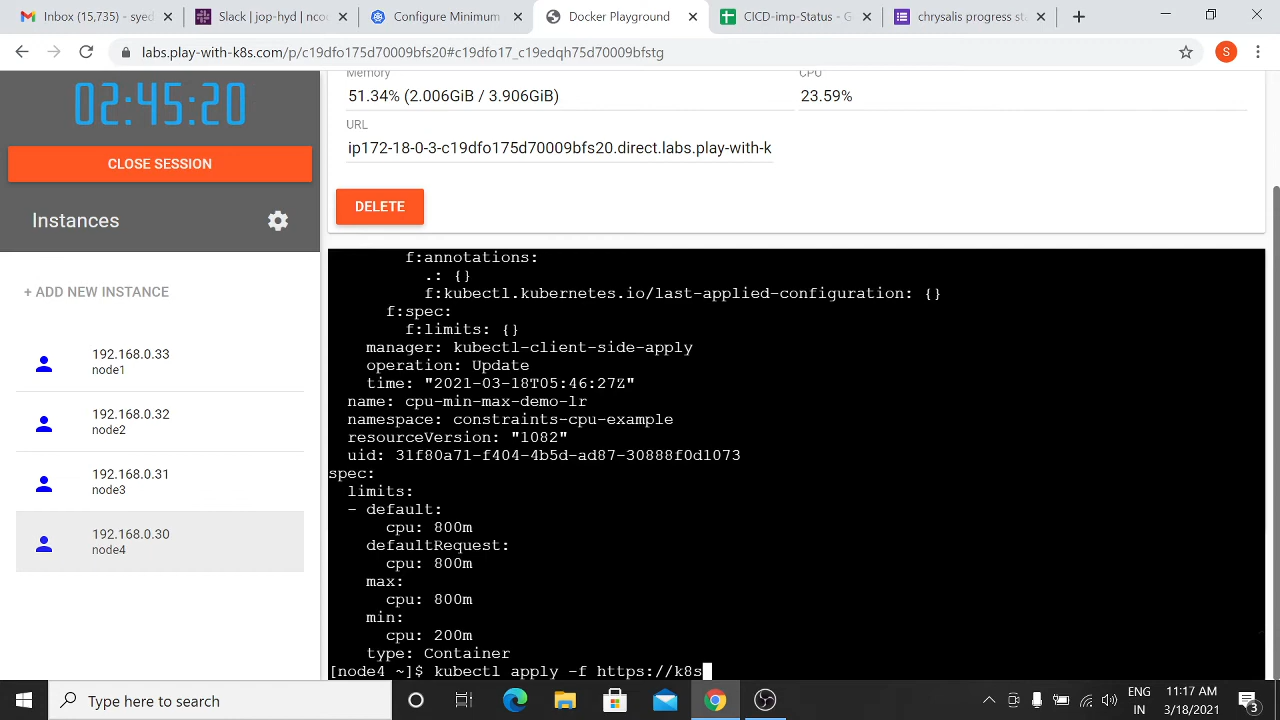 Inbox (15,735) - syed
Slack | jop-hyd | nco
Configure Minimum
Docker Playground
CICD-imp-Status - G
chrysalis progress st
labs.play-with-k8s.com/p/c19dfo175d70009bfs20#c19dfo17_c19edqh75d70009bfstg
S
02:45:20
CLOSE SESSION
Instances
+ ADD NEW INSTANCE
192.168.0.33
node1
192.168.0.32
node2
192.168.0.31
node3
192.168.0.30
node4
Memory
CPU
51.34% (2.006GiB / 3.906GiB)
23.59%
URL
ip172-18-0-3-c19dfo175d70009bfs20.direct.labs.play-with-k
DELETE
f:annotations:
.: {}
f:kubectl.kubernetes.io/last-applied-configuration: {}
f:spec:
f:limits: {}
manager: kubectl-client-side-apply
operation: Update
time: "2021-03-18T05:46:27Z"
name: cpu-min-max-demo-lr
namespace: constraints-cpu-example
resourceVersion: "1082"
uid: 31f80a71-f404-4b5d-ad87-30888f0d1073
spec:
limits:
- default:
cpu: 800m
defaultRequest:
cpu: 800m
max:
cpu: 800m
min:
cpu: 200m
type: Container
[node4 ~]$ kubectl apply -f https://k8s
Type here to search
ENG
IN
11:17 AM
3/18/2021
3